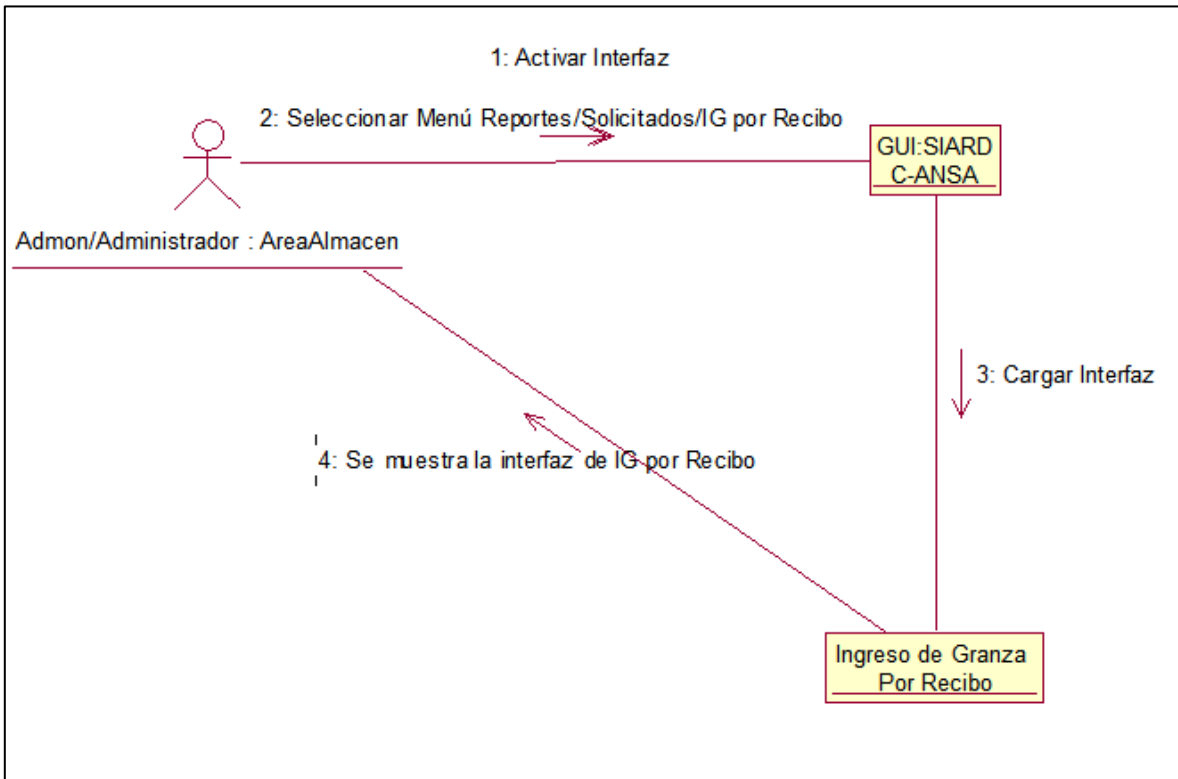 1: Activar Interfaz
2: Seleccionar Menú Reportes/Solicitados/IG por Recibo
GUI:SIARD
C-ANSA
Admon/Administrador : AreaAlmacen
3: Cargar Interfaz
4: Se muestra la interfaz de IG por Recibo
Ingreso de Granza
Por Recibo